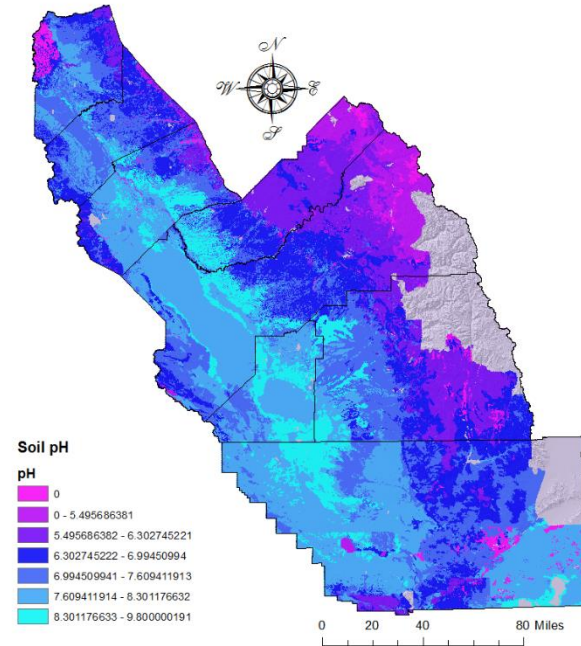 N
W E
S
Soil pH
pH
0
0 - 5.495686381
5.495686382 - 6.302745221
6.302745222 - 6.99450994
6.994509941 - 7.609411913
7.609411914 - 8.301176632
8.301176633 - 9.800000191
0 20 40 80 Miles